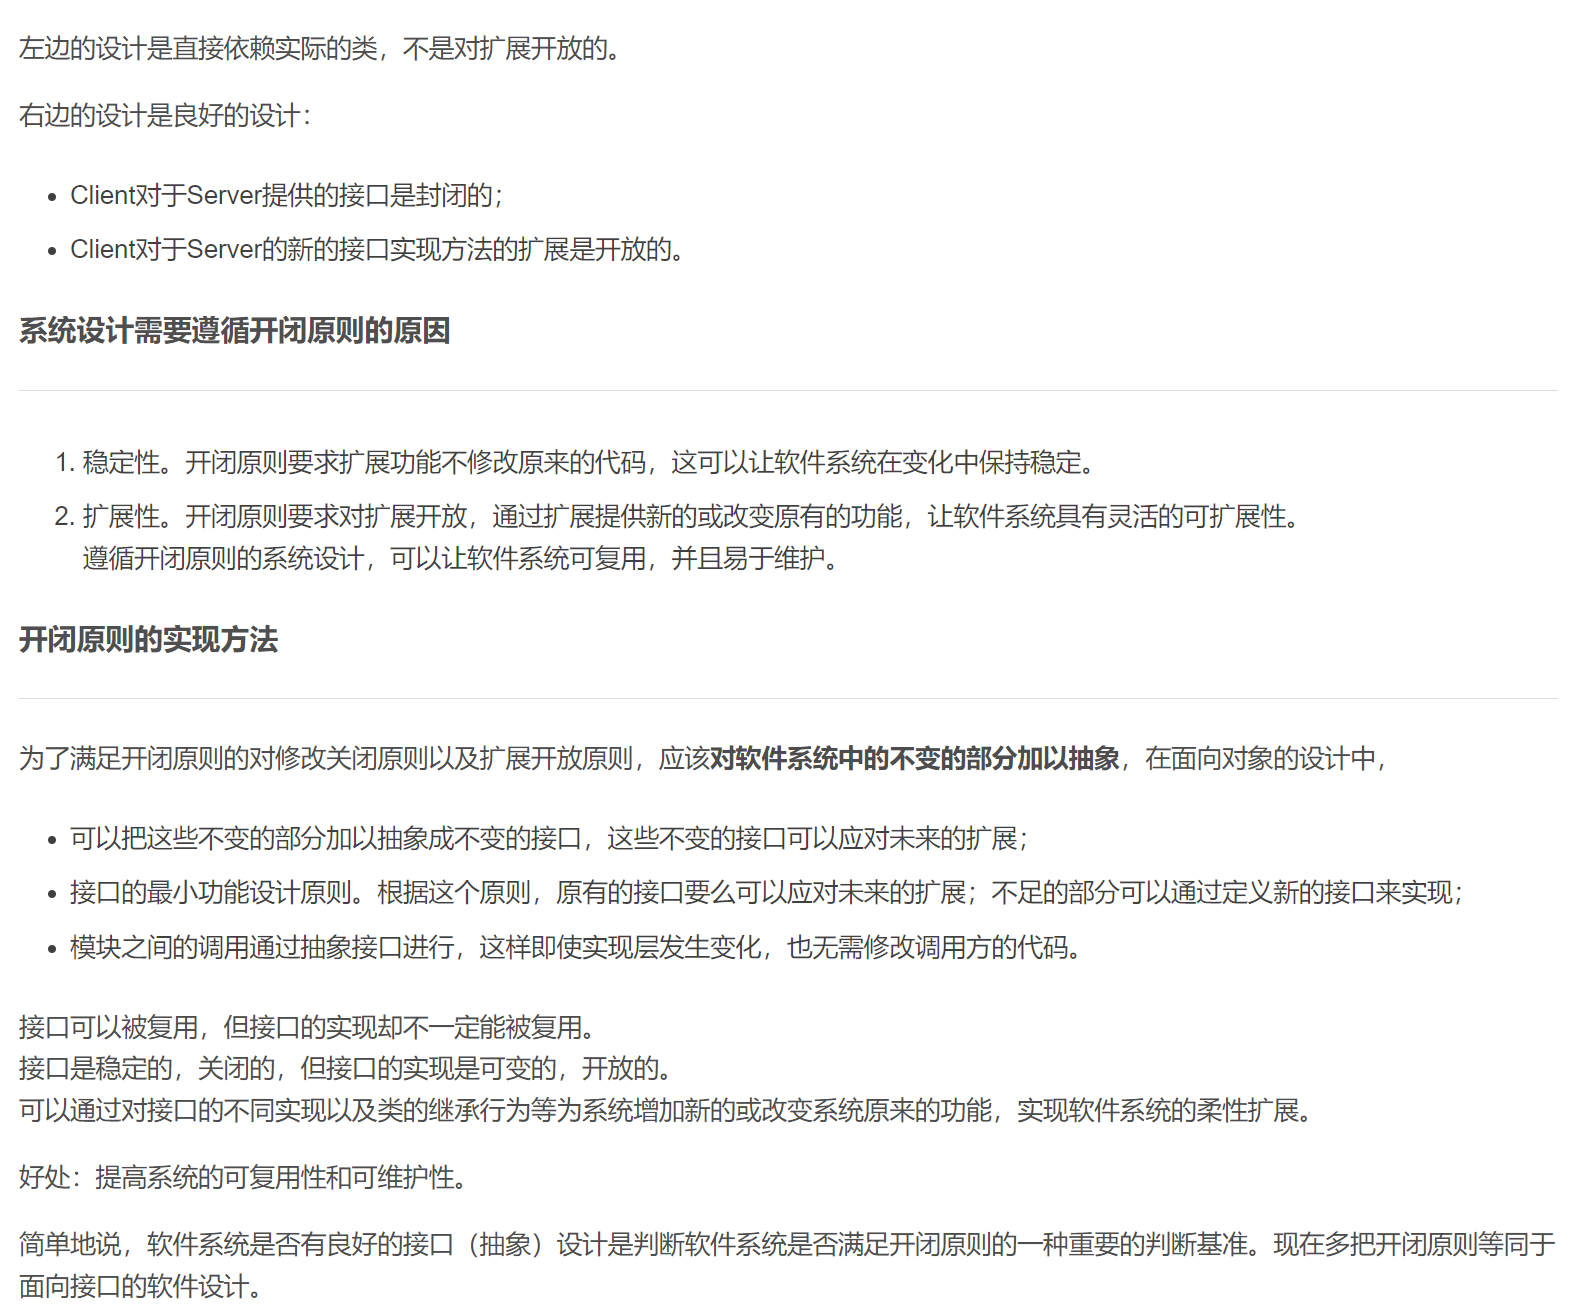 左边的设计是直接依赖实际的类，不是对扩展开放的。
右边的设计是良好的设计：
• Client对于Server提供的接口是封闭的；
• Client对于Server的新的接口实现方法的扩展是开放的。
系统设计需要遵循开闭原则的原因
1. 稳定性。开闭原则要求扩展功能不修改原来的代码，这可以让软件系统在变化中保持稳定。
2. 扩展性。开闭原则要求对扩展开放，通过扩展提供新的或改变原有的功能，让软件系统具有灵活的可扩展性。
遵循开闭原则的系统设计，可以让软件系统可复用，并且易于维护。
开闭原则的实现方法
为了满足开闭原则的对修改关闭原则以及扩展开放原则，应该对软件系统中的不变的部分加以抽象，在面向对象的设计中，
• 可以把这些不变的部分加以抽象成不变的接口，这些不变的接口可以应对未来的扩展；
• 接口的最小功能设计原则。根据这个原则，原有的接口要么可以应对未来的扩展；不足的部分可以通过定义新的接口来实现；
• 模块之间的调用通过抽象接口进行，这样即使实现层发生变化，也无需修改调用方的代码。
接口可以被复用，但接口的实现却不一定能被复用。
接口是稳定的，关闭的，但接口的实现是可变的，开放的。
可以通过对接口的不同实现以及类的继承行为等为系统增加新的或改变系统原来的功能，实现软件系统的柔性扩展。
好处：提高系统的可复用性和可维护性。
简单地说，软件系统是否有良好的接口（抽象）设计是判断软件系统是否满足开闭原则的一种重要的判断基准。现在多把开闭原则等同于
面向接口的软件设计。